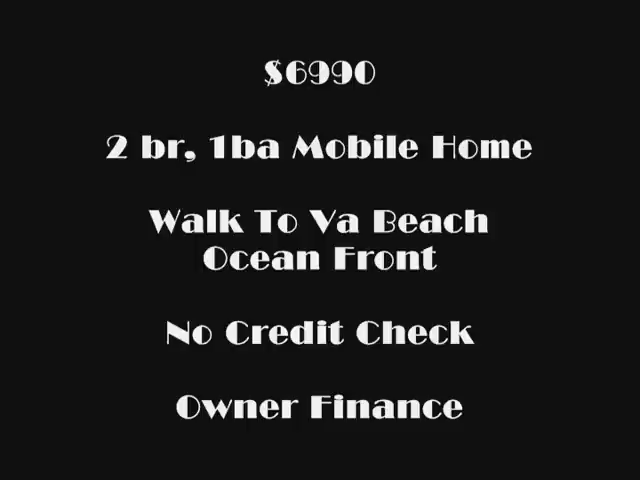 $6990
2 br, 1ba Mobile Home
Walk To Va Beach
Ocean Front
No Credit Check
Owner Finance